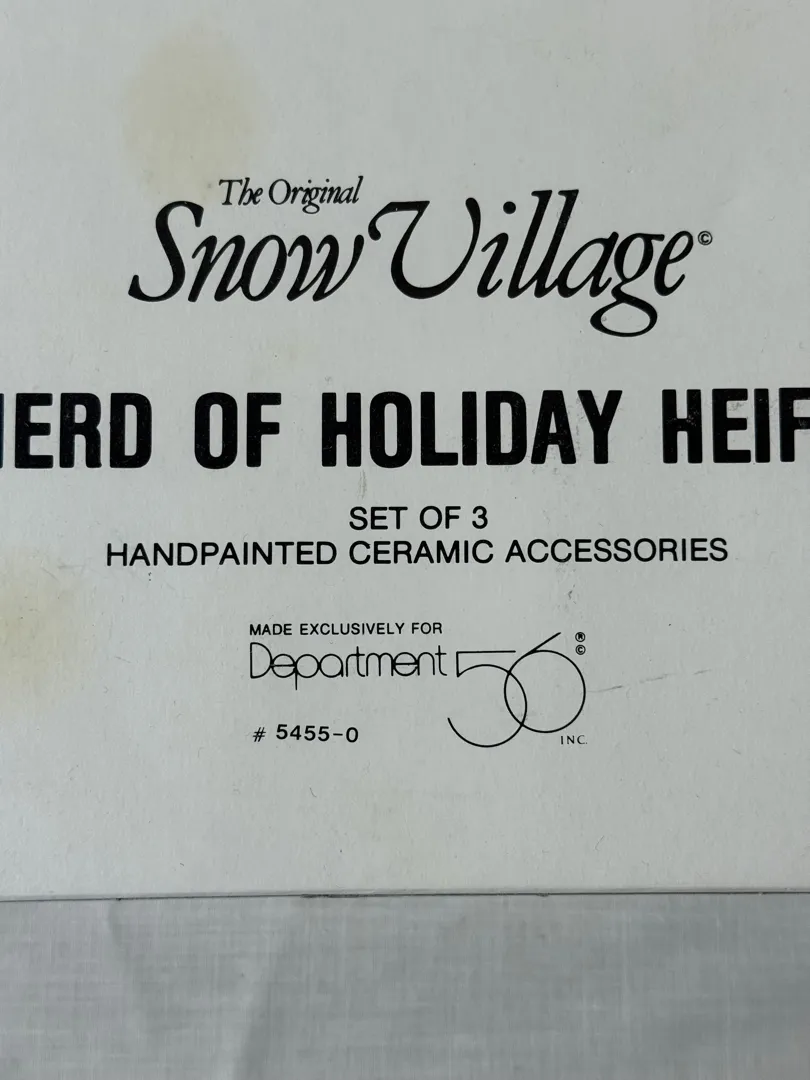 The Original
Snow Village©
HERD OF HOLIDAY HEIF
SET OF 3
HANDPAINTED CERAMIC ACCESSORIES
MADE EXCLUSIVELY FOR
Department 56 ® ©
INC.
# 5455-0